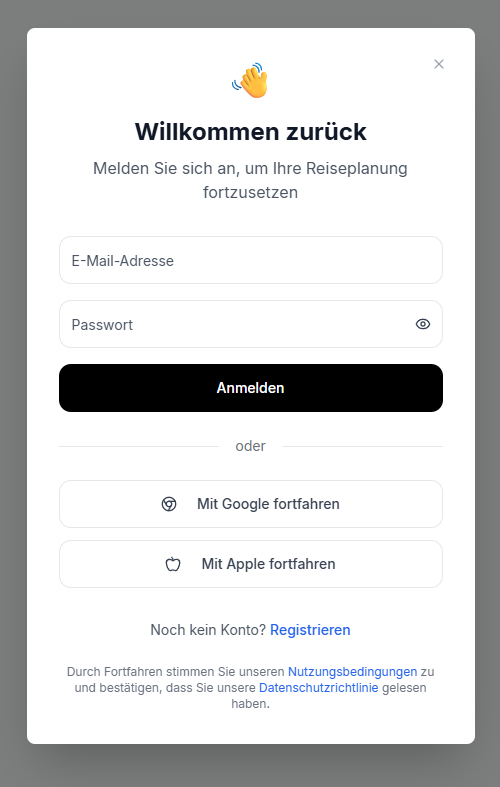 Willkommen zurück
Melden Sie sich an, um Ihre Reiseplanung
fortzusetzen
E-Mail-Adresse
Passwort
Anmelden
oder
Mit Google fortfahren
Mit Apple fortfahren
Noch kein Konto? Registrieren
Durch Fortfahren stimmen Sie unseren Nutzungsbedingungen zu
und bestätigen, dass Sie unsere Datenschutzrichtlinie gelesen
haben.